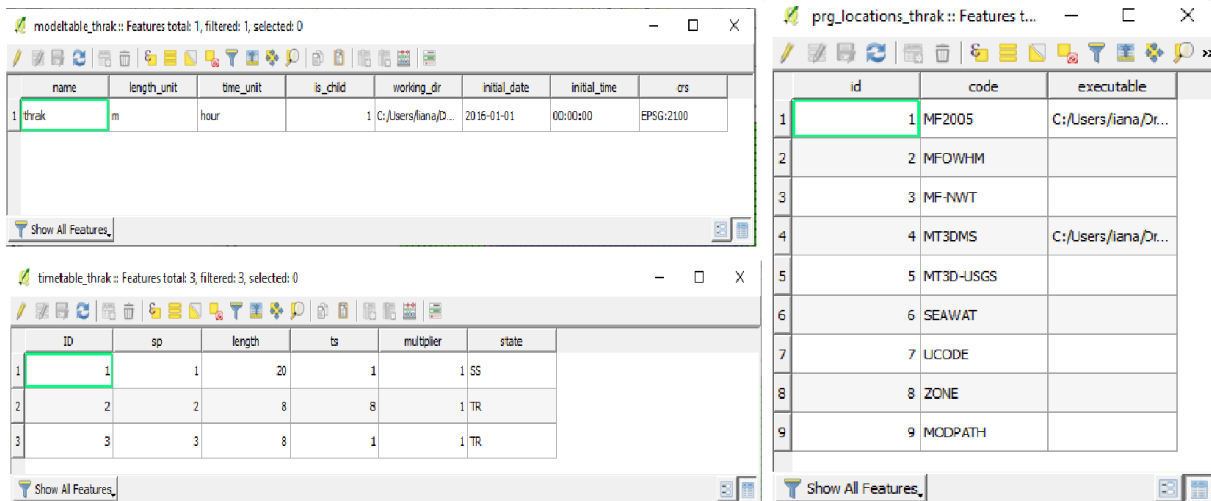 modeltable_thrak :: Features total: 1, filtered: 1, selected: 0
name length_unit time_unit is_child working_dir initial_date initial_time crs
1 thrak m hour 1 C:/Users/iana/D... 2016-01-01 00:00:00 EPSG:2100
Show All Features
timetable_thrak :: Features total: 3, filtered: 3, selected: 0
ID sp length ts multiplier state
1 1 1 20 1 1 SS
2 2 2 8 8 1 TR
3 3 3 8 1 1 TR
Show All Features
prg_locations_thrak :: Features t...
id code executable
1 1 MF2005 C:/Users/iana/Dr...
2 2 MFOWHM
3 3 MF-NWT
4 4 MT3DMS C:/Users/iana/Dr...
5 5 MT3D-USGS
6 6 SEAWAT
7 7 UCODE
8 8 ZONE
9 9 MODPATH
Show All Features